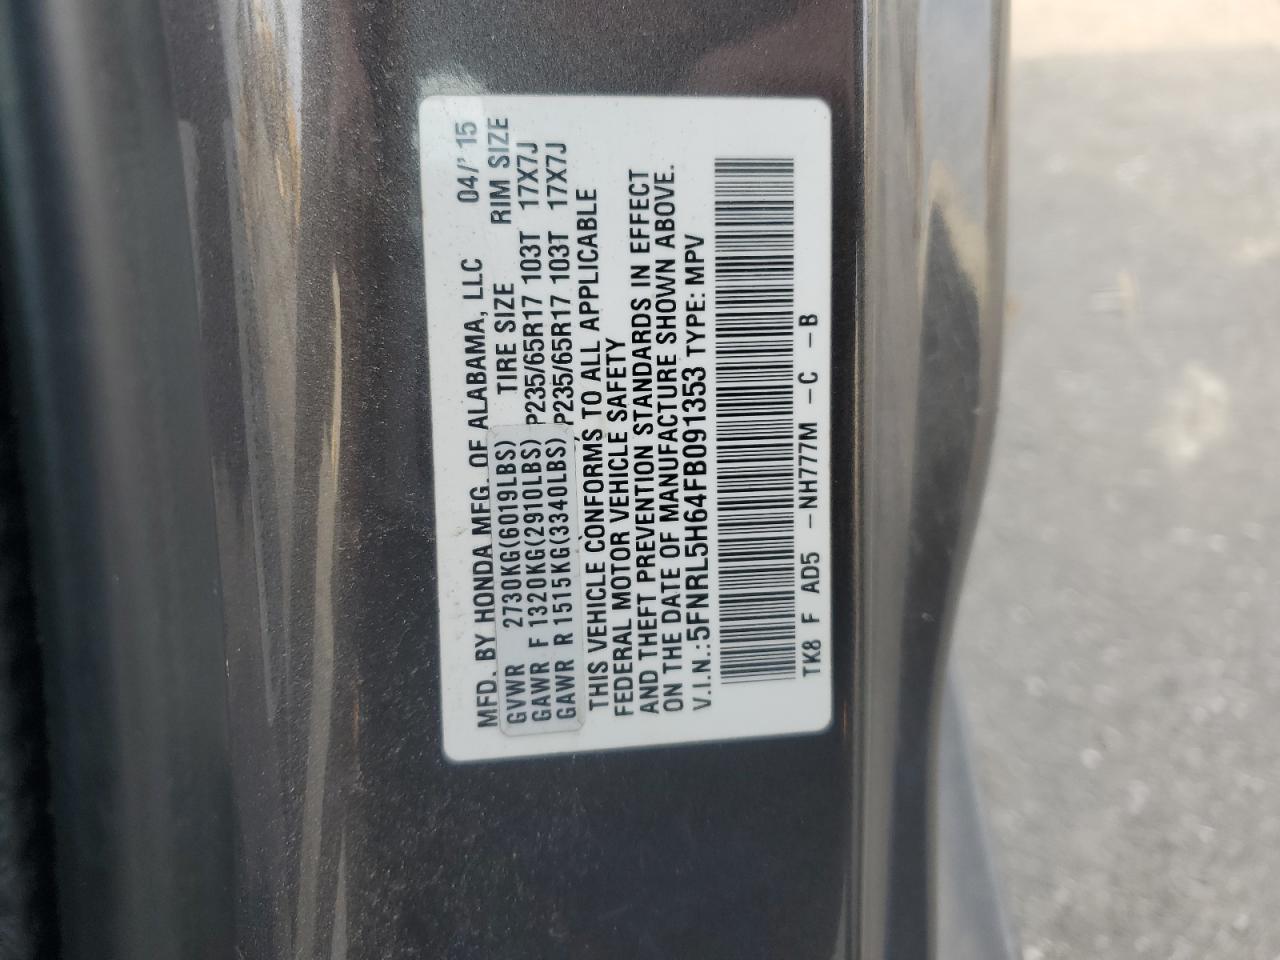 MFD. BY HONDA MFG. OF ALABAMA, LLC 04/'15
GVWR 2730KG(6019LBS) TIRE SIZE RIM SIZE
GAWR F 1320KG(2910LBS) P235/65R17 103T 17X7J
GAWR R 1515KG(3340LBS) P235/65R17 103T 17X7J
THIS VEHICLE CONFORMS TO ALL APPLICABLE
FEDERAL MOTOR VEHICLE SAFETY
AND THEFT PREVENTION STANDARDS IN EFFECT
ON THE DATE OF MANUFACTURE SHOWN ABOVE.
V.I.N.:5FNRL5H64FB091353 TYPE: MPV
TK8 F AD5 -NH777M -C -B